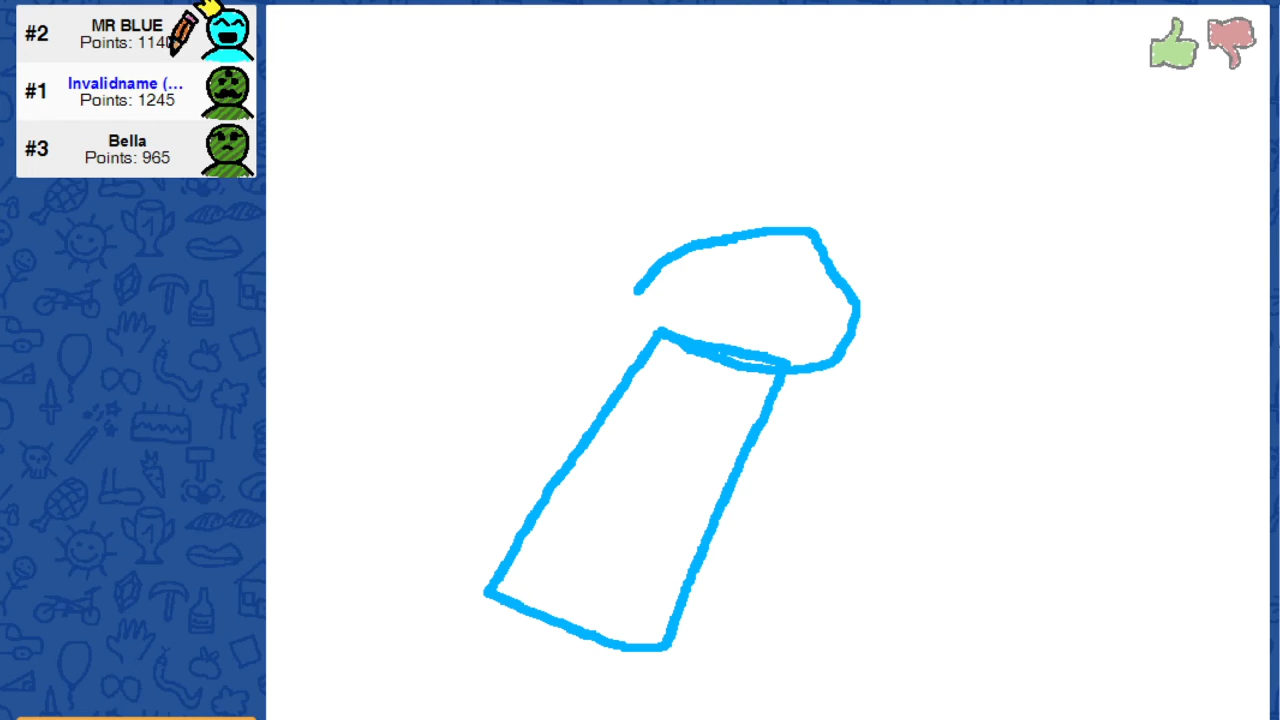 #2
MR BLUE
Points: 1140
#1
Invalidname (...
Points: 1245
#3
Bella
Points: 965